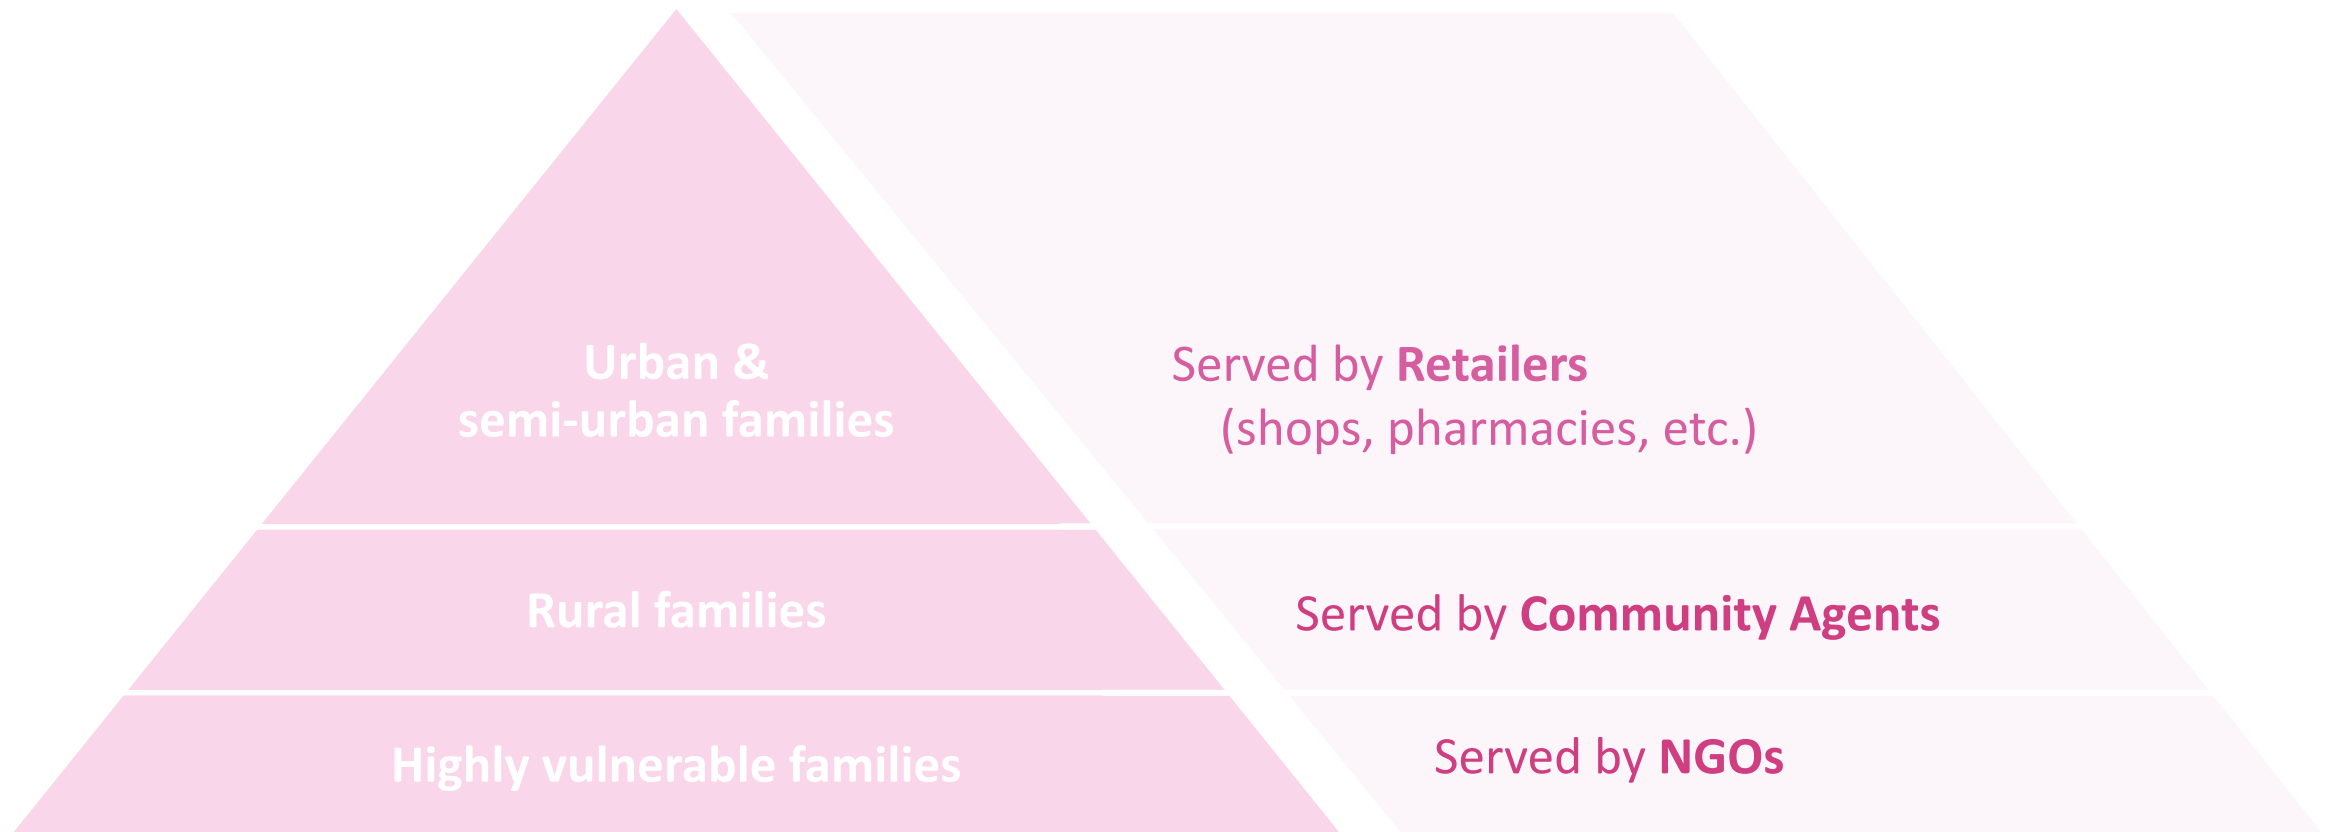 Urban &
semi-urban families
Served by Retailers
(shops, pharmacies, etc.)
Rural families
Served by Community Agents
Highly vulnerable families
Served by NGOs